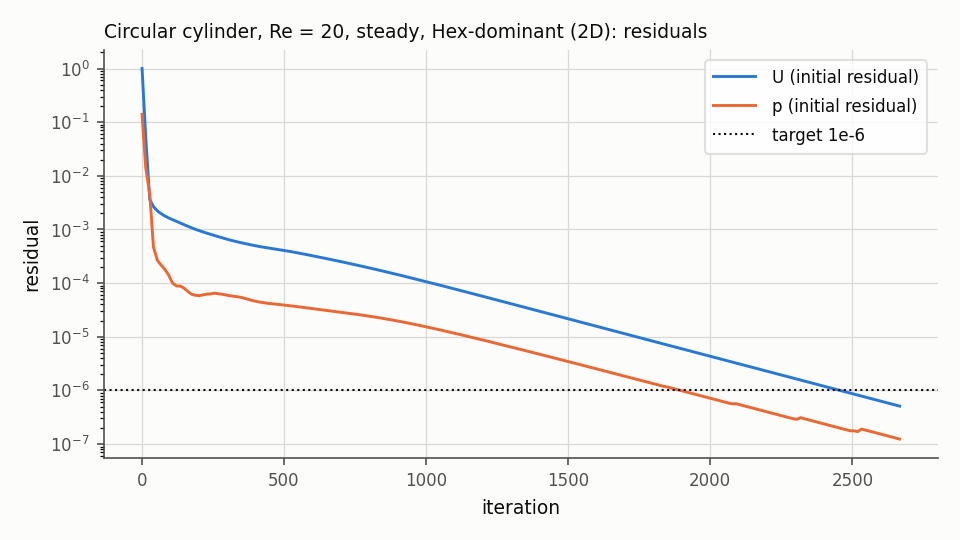 Circular cylinder, Re = 20, steady, Hex-dominant (2D): residuals
U (initial residual)
p (initial residual)
target 1e-6
residual
10⁰
10⁻¹
10⁻²
10⁻³
10⁻⁴
10⁻⁵
10⁻⁶
10⁻⁷
0 500 1000 1500 2000 2500
iteration